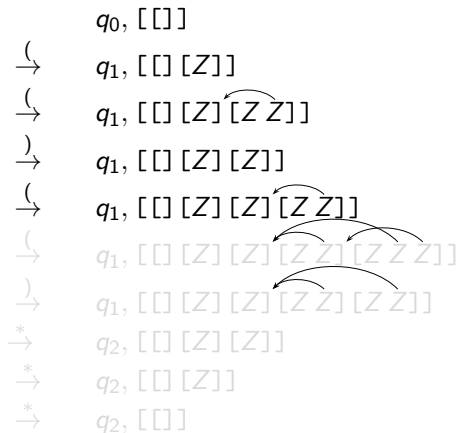 q₀, [[]]
→( q₁, [[][Z]]
→( q₁, [[][Z][Z Z]]
→) q₁, [[][Z][Z]]
→( q₁, [[][Z][Z][Z Z]]
→( q₁, [[][Z][Z][Z Z][Z Z Z]]
→) q₁, [[][Z][Z][Z Z][Z Z]]
→* q₂, [[][Z][Z]]
→* q₂, [[][Z]]
→* q₂, [[]]